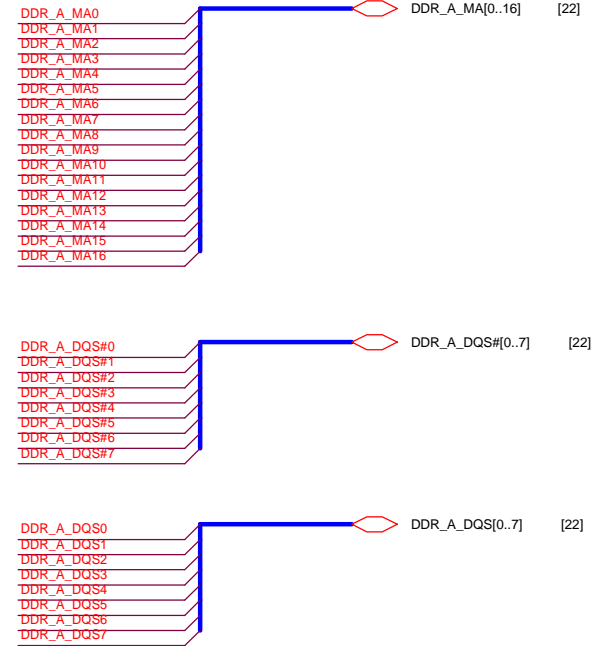 DDR_A_MA[0..16] [22]
DDR_A_MA0
DDR_A_MA1
DDR_A_MA2
DDR_A_MA3
DDR_A_MA4
DDR_A_MA5
DDR_A_MA6
DDR_A_MA7
DDR_A_MA8
DDR_A_MA9
DDR_A_MA10
DDR_A_MA11
DDR_A_MA12
DDR_A_MA13
DDR_A_MA14
DDR_A_MA15
DDR_A_MA16
DDR_A_DQS#[0..7] [22]
DDR_A_DQS#0
DDR_A_DQS#1
DDR_A_DQS#2
DDR_A_DQS#3
DDR_A_DQS#4
DDR_A_DQS#5
DDR_A_DQS#6
DDR_A_DQS#7
DDR_A_DQS[0..7] [22]
DDR_A_DQS0
DDR_A_DQS1
DDR_A_DQS2
DDR_A_DQS3
DDR_A_DQS4
DDR_A_DQS5
DDR_A_DQS6
DDR_A_DQS7